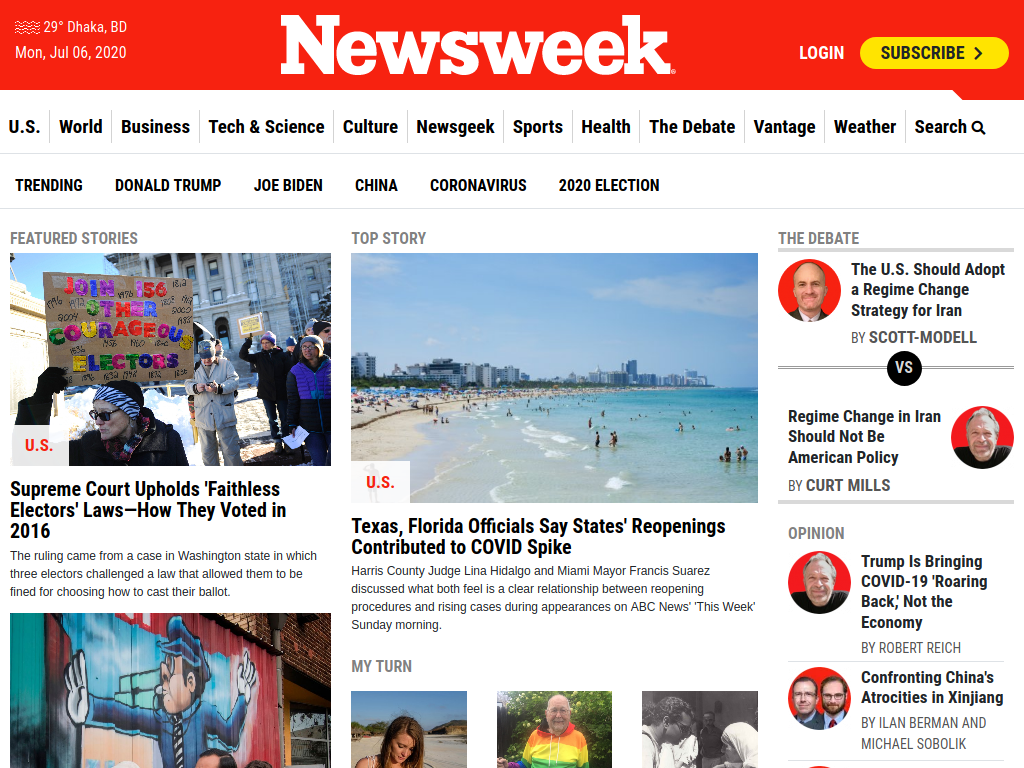 29° Dhaka, BD
Mon, Jul 06, 2020
Newsweek
LOGIN
SUBSCRIBE
U.S.
World
Business
Tech & Science
Culture
Newsgeek
Sports
Health
The Debate
Vantage
Weather
Search
TRENDING
DONALD TRUMP
JOE BIDEN
CHINA
CORONAVIRUS
2020 ELECTION
FEATURED STORIES
JOIN 156
OTHER
COURAGEOUS
ELECTORS
U.S.
Supreme Court Upholds 'Faithless
Electors' Laws—How They Voted in
2016
The ruling came from a case in Washington state in which
three electors challenged a law that allowed them to be
fined for choosing how to cast their ballot.
TOP STORY
U.S.
Texas, Florida Officials Say States' Reopenings
Contributed to COVID Spike
Harris County Judge Lina Hidalgo and Miami Mayor Francis Suarez
discussed what both feel is a clear relationship between reopening
procedures and rising cases during appearances on ABC News' 'This Week'
Sunday morning.
MY TURN
THE DEBATE
The U.S. Should Adopt
a Regime Change
Strategy for Iran
BY SCOTT-MODELL
VS
Regime Change in Iran
Should Not Be
American Policy
BY CURT MILLS
OPINION
Trump Is Bringing
COVID-19 'Roaring
Back,' Not the
Economy
BY ROBERT REICH
Confronting China's
Atrocities in Xinjiang
BY ILAN BERMAN AND
MICHAEL SOBOLIK